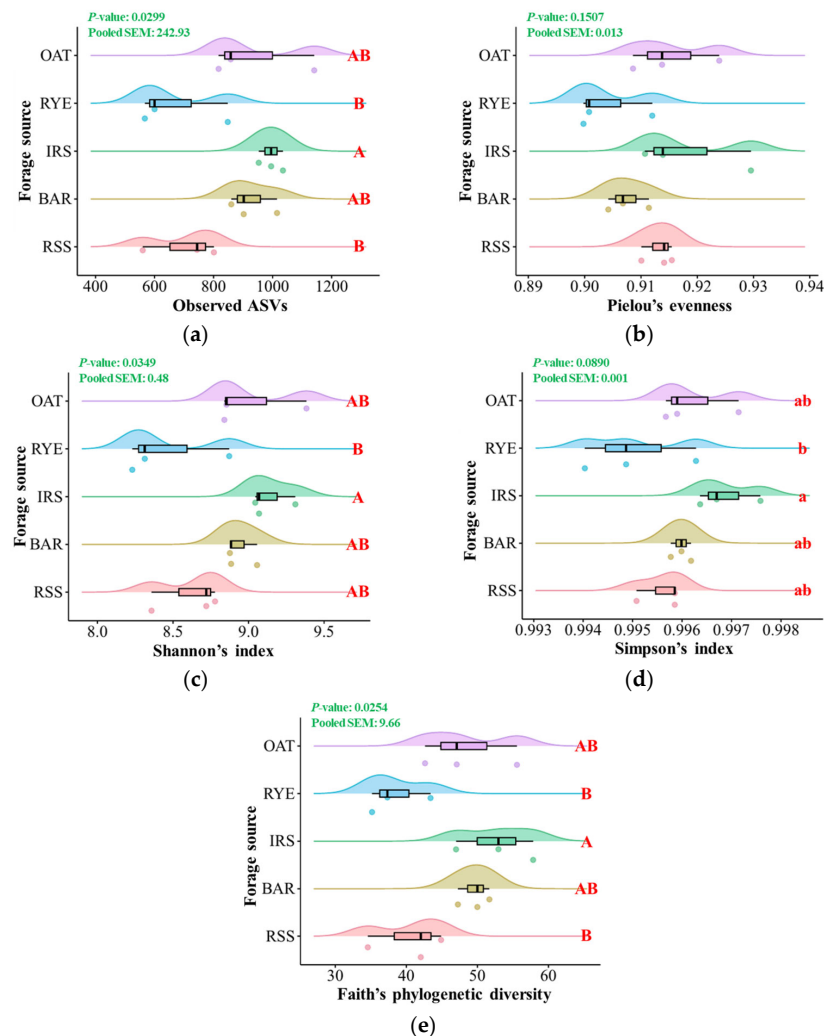 P-value: 0.0299
Pooled SEM: 242.93
Forage source
OAT
AB
RYE
B
IRS
A
BAR
AB
RSS
B
400 600 800 1000 1200
Observed ASVs
(a)
P-value: 0.1507
Pooled SEM: 0.013
Forage source
OAT
RYE
IRS
BAR
RSS
0.89 0.90 0.91 0.92 0.93 0.94
Pielou's evenness
(b)
P-value: 0.0349
Pooled SEM: 0.48
Forage source
OAT
AB
RYE
B
IRS
A
BAR
AB
RSS
AB
8.0 8.5 9.0 9.5
Shannon's index
(c)
P-value: 0.0890
Pooled SEM: 0.001
Forage source
OAT
ab
RYE
b
IRS
a
BAR
ab
RSS
ab
0.993 0.994 0.995 0.996 0.997 0.998
Simpson's index
(d)
P-value: 0.0254
Pooled SEM: 9.66
Forage source
OAT
AB
RYE
B
IRS
A
BAR
AB
RSS
B
30 40 50 60
Faith's phylogenetic diversity
(e)